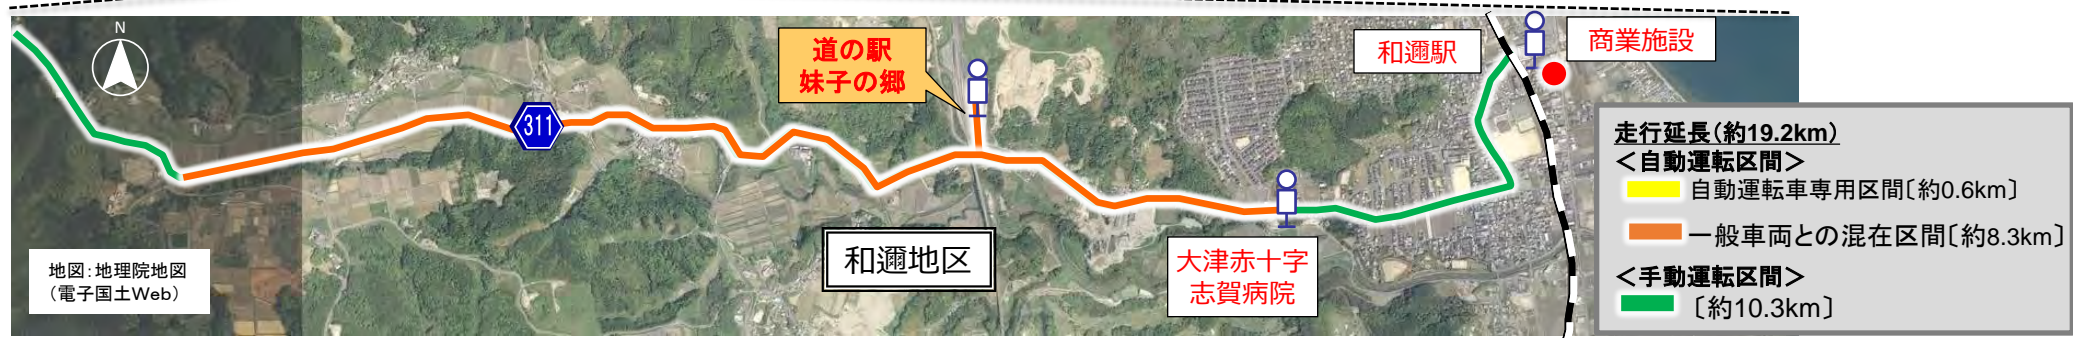 N
道の駅
妹子の郷
和邇駅
商業施設
311
走行延長(約19.2km)
<自動運転区間>
自動運転車専用区間〔約0.6km〕
一般車両との混在区間〔約8.3km〕
<手動運転区間>
〔約10.3km〕
和邇地区
大津赤十字
志賀病院
地図:地理院地図
(電子国土Web)